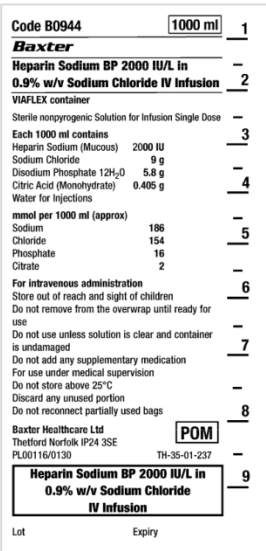 Code B0944 1000 ml
Baxter
Heparin Sodium BP 2000 IU/L in
0.9% w/v Sodium Chloride IV Infusion
VIAFLEX container
Sterile nonpyrogenic Solution for Infusion Single Dose
Each 1000 ml contains
Heparin Sodium (Mucous) 2000 IU
Sodium Chloride 9 g
Disodium Phosphate 12H₂0 5.8 g
Citric Acid (Monohydrate) 0.405 g
Water for Injections
mmol per 1000 ml (approx)
Sodium 186
Chloride 154
Phosphate 16
Citrate 2
For intravenous administration
Store out of reach and sight of children
Do not remove from the overwrap until ready for
use
Do not use unless solution is clear and container
is undamaged
Do not add any supplementary medication
For use under medical supervision
Do not store above 25°C
Discard any unused portion
Do not reconnect partially used bags
Baxter Healthcare Ltd
Thetford Norfolk IP24 3SE
PL00116/0130 TH-35-01-237
POM
Heparin Sodium BP 2000 IU/L in
0.9% w/v Sodium Chloride
IV Infusion
Lot Expiry
1
2
3
4
5
6
7
8
9